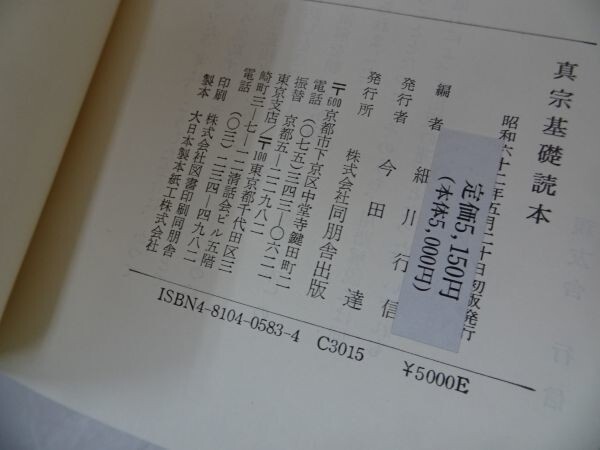 真宗基礎読本
昭和六十二年五月二十日初版発行
編者 細川行信
発行者 今田達
発行所 株式会社同朋舎出版
〒600京都市下京区中堂寺鍵田町二
電話 (〇七五)三四三―〇六二一
振替 京都五―二二九八二
東京支店/〒100東京都千代田区三
崎町三―七―一二清話会ビル五階
電話 (〇三)二三四―四九八二
印刷 株式会社図書印刷同朋舎
製本 大日本製本紙工株式会社
定価5,150円
(本体5,000円)
ISBN4-8104-0583-4 C3015 ¥5000E